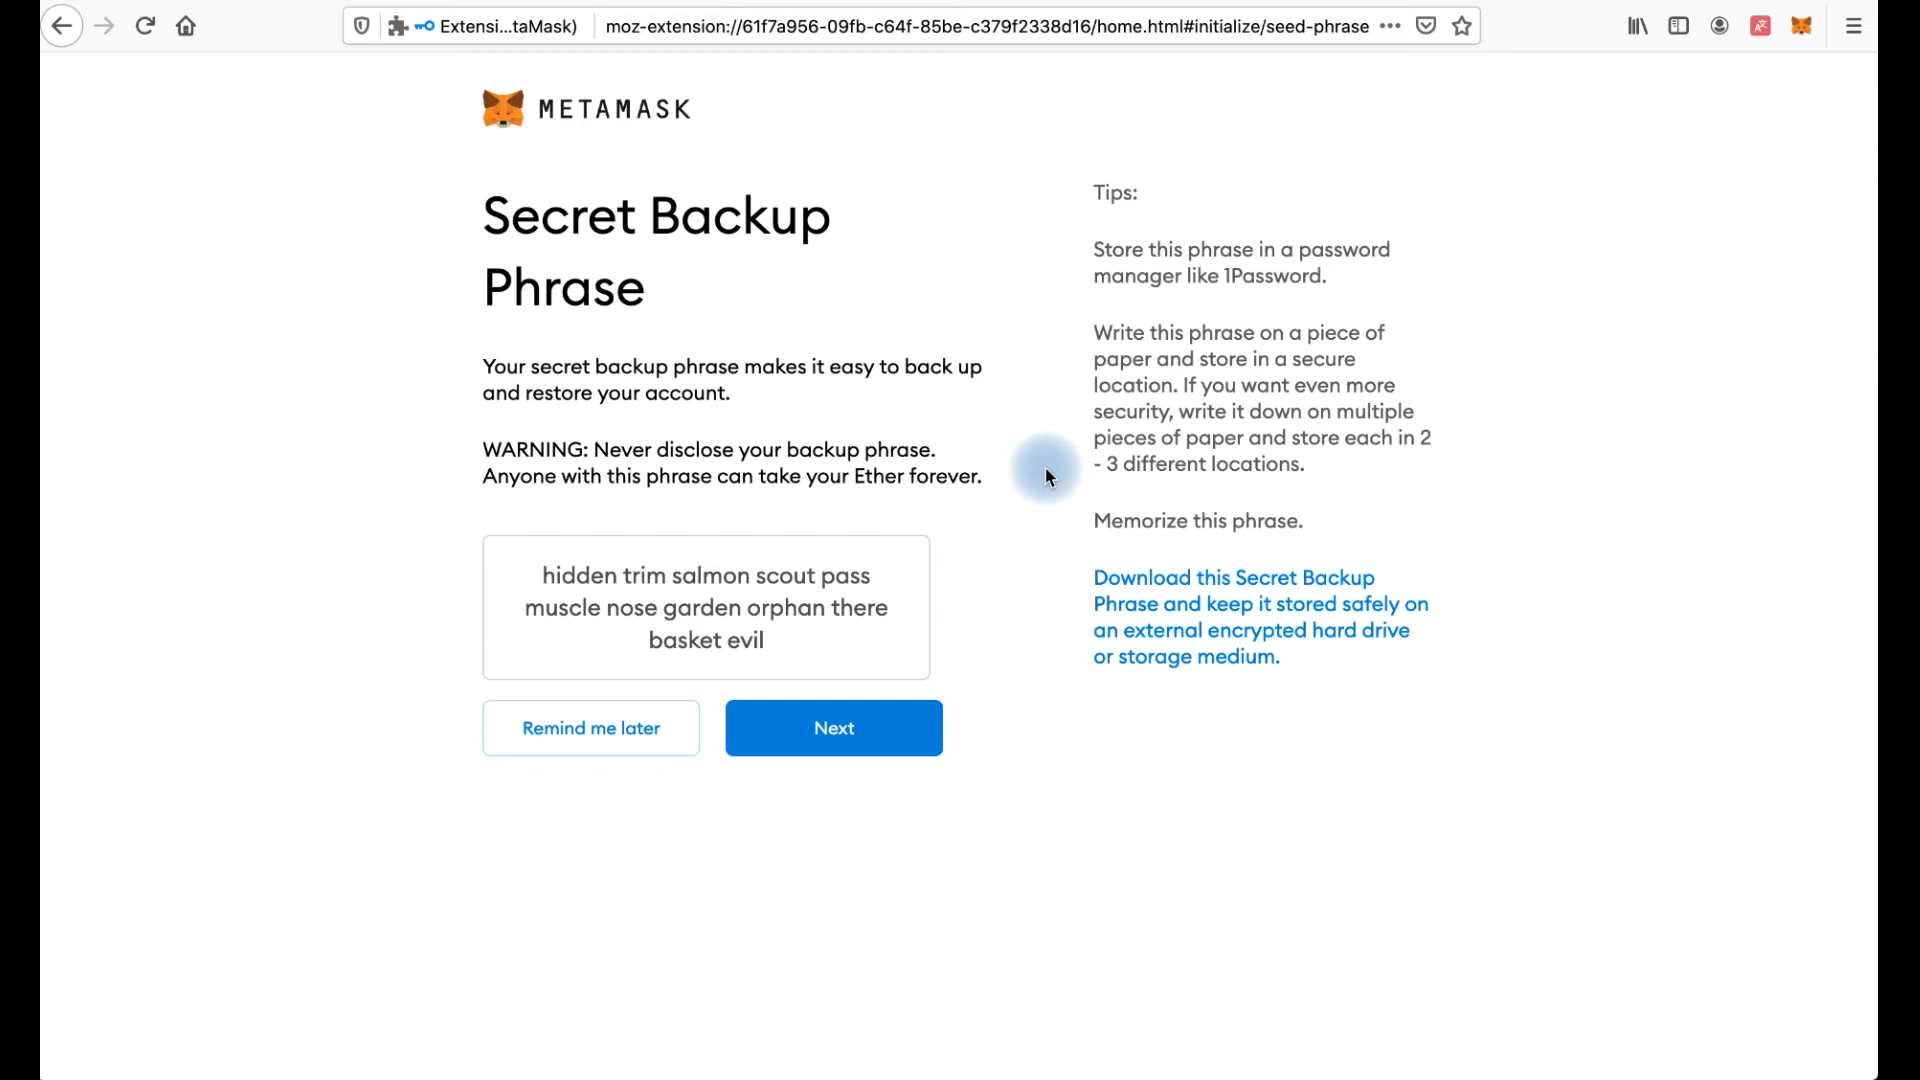 Extensi...taMask)
moz-extension://61f7a956-09fb-c64f-85be-c379f2338d16/home.html#initialize/seed-phrase
METAMASK
Secret Backup
Phrase
Your secret backup phrase makes it easy to back up
and restore your account.
WARNING: Never disclose your backup phrase.
Anyone with this phrase can take your Ether forever.
hidden trim salmon scout pass
muscle nose garden orphan there
basket evil
Remind me later
Next
Tips:
Store this phrase in a password
manager like 1Password.
Write this phrase on a piece of
paper and store in a secure
location. If you want even more
security, write it down on multiple
pieces of paper and store each in 2
- 3 different locations.
Memorize this phrase.
Download this Secret Backup
Phrase and keep it stored safely on
an external encrypted hard drive
or storage medium.